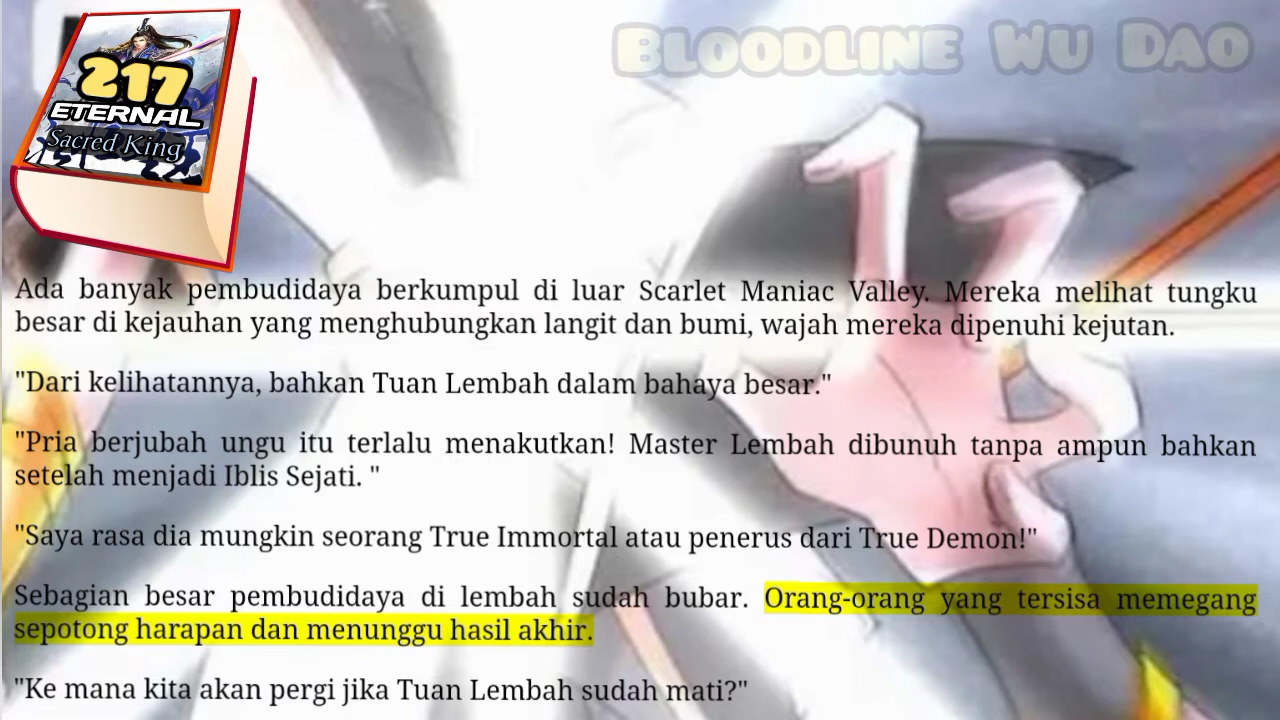 Bloodline Wu Dao
217
ETERNAL
Sacred King
Ada banyak pembudidaya berkumpul di luar Scarlet Maniac Valley. Mereka melihat tungku
besar di kejauhan yang menghubungkan langit dan bumi, wajah mereka dipenuhi kejutan.
"Dari kelihatannya, bahkan Tuan Lembah dalam bahaya besar."
"Pria berjubah ungu itu terlalu menakutkan! Master Lembah dibunuh tanpa ampun bahkan
setelah menjadi Iblis Sejati. "
"Saya rasa dia mungkin seorang True Immortal atau penerus dari True Demon!"
Sebagian besar pembudidaya di lembah sudah bubar. Orang-orang yang tersisa memegang
sepotong harapan dan menunggu hasil akhir.
"Ke mana kita akan pergi jika Tuan Lembah sudah mati?"